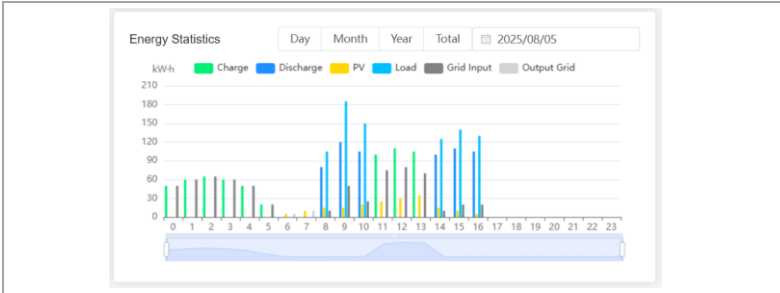 Energy Statistics Day Month Year Total 2025/08/05
kW·h Charge Discharge PV Load Grid Input Output Grid
210
180
150
120
90
60
30
0
0 1 2 3 4 5 6 7 8 9 10 11 12 13 14 15 16 17 18 19 20 21 22 23